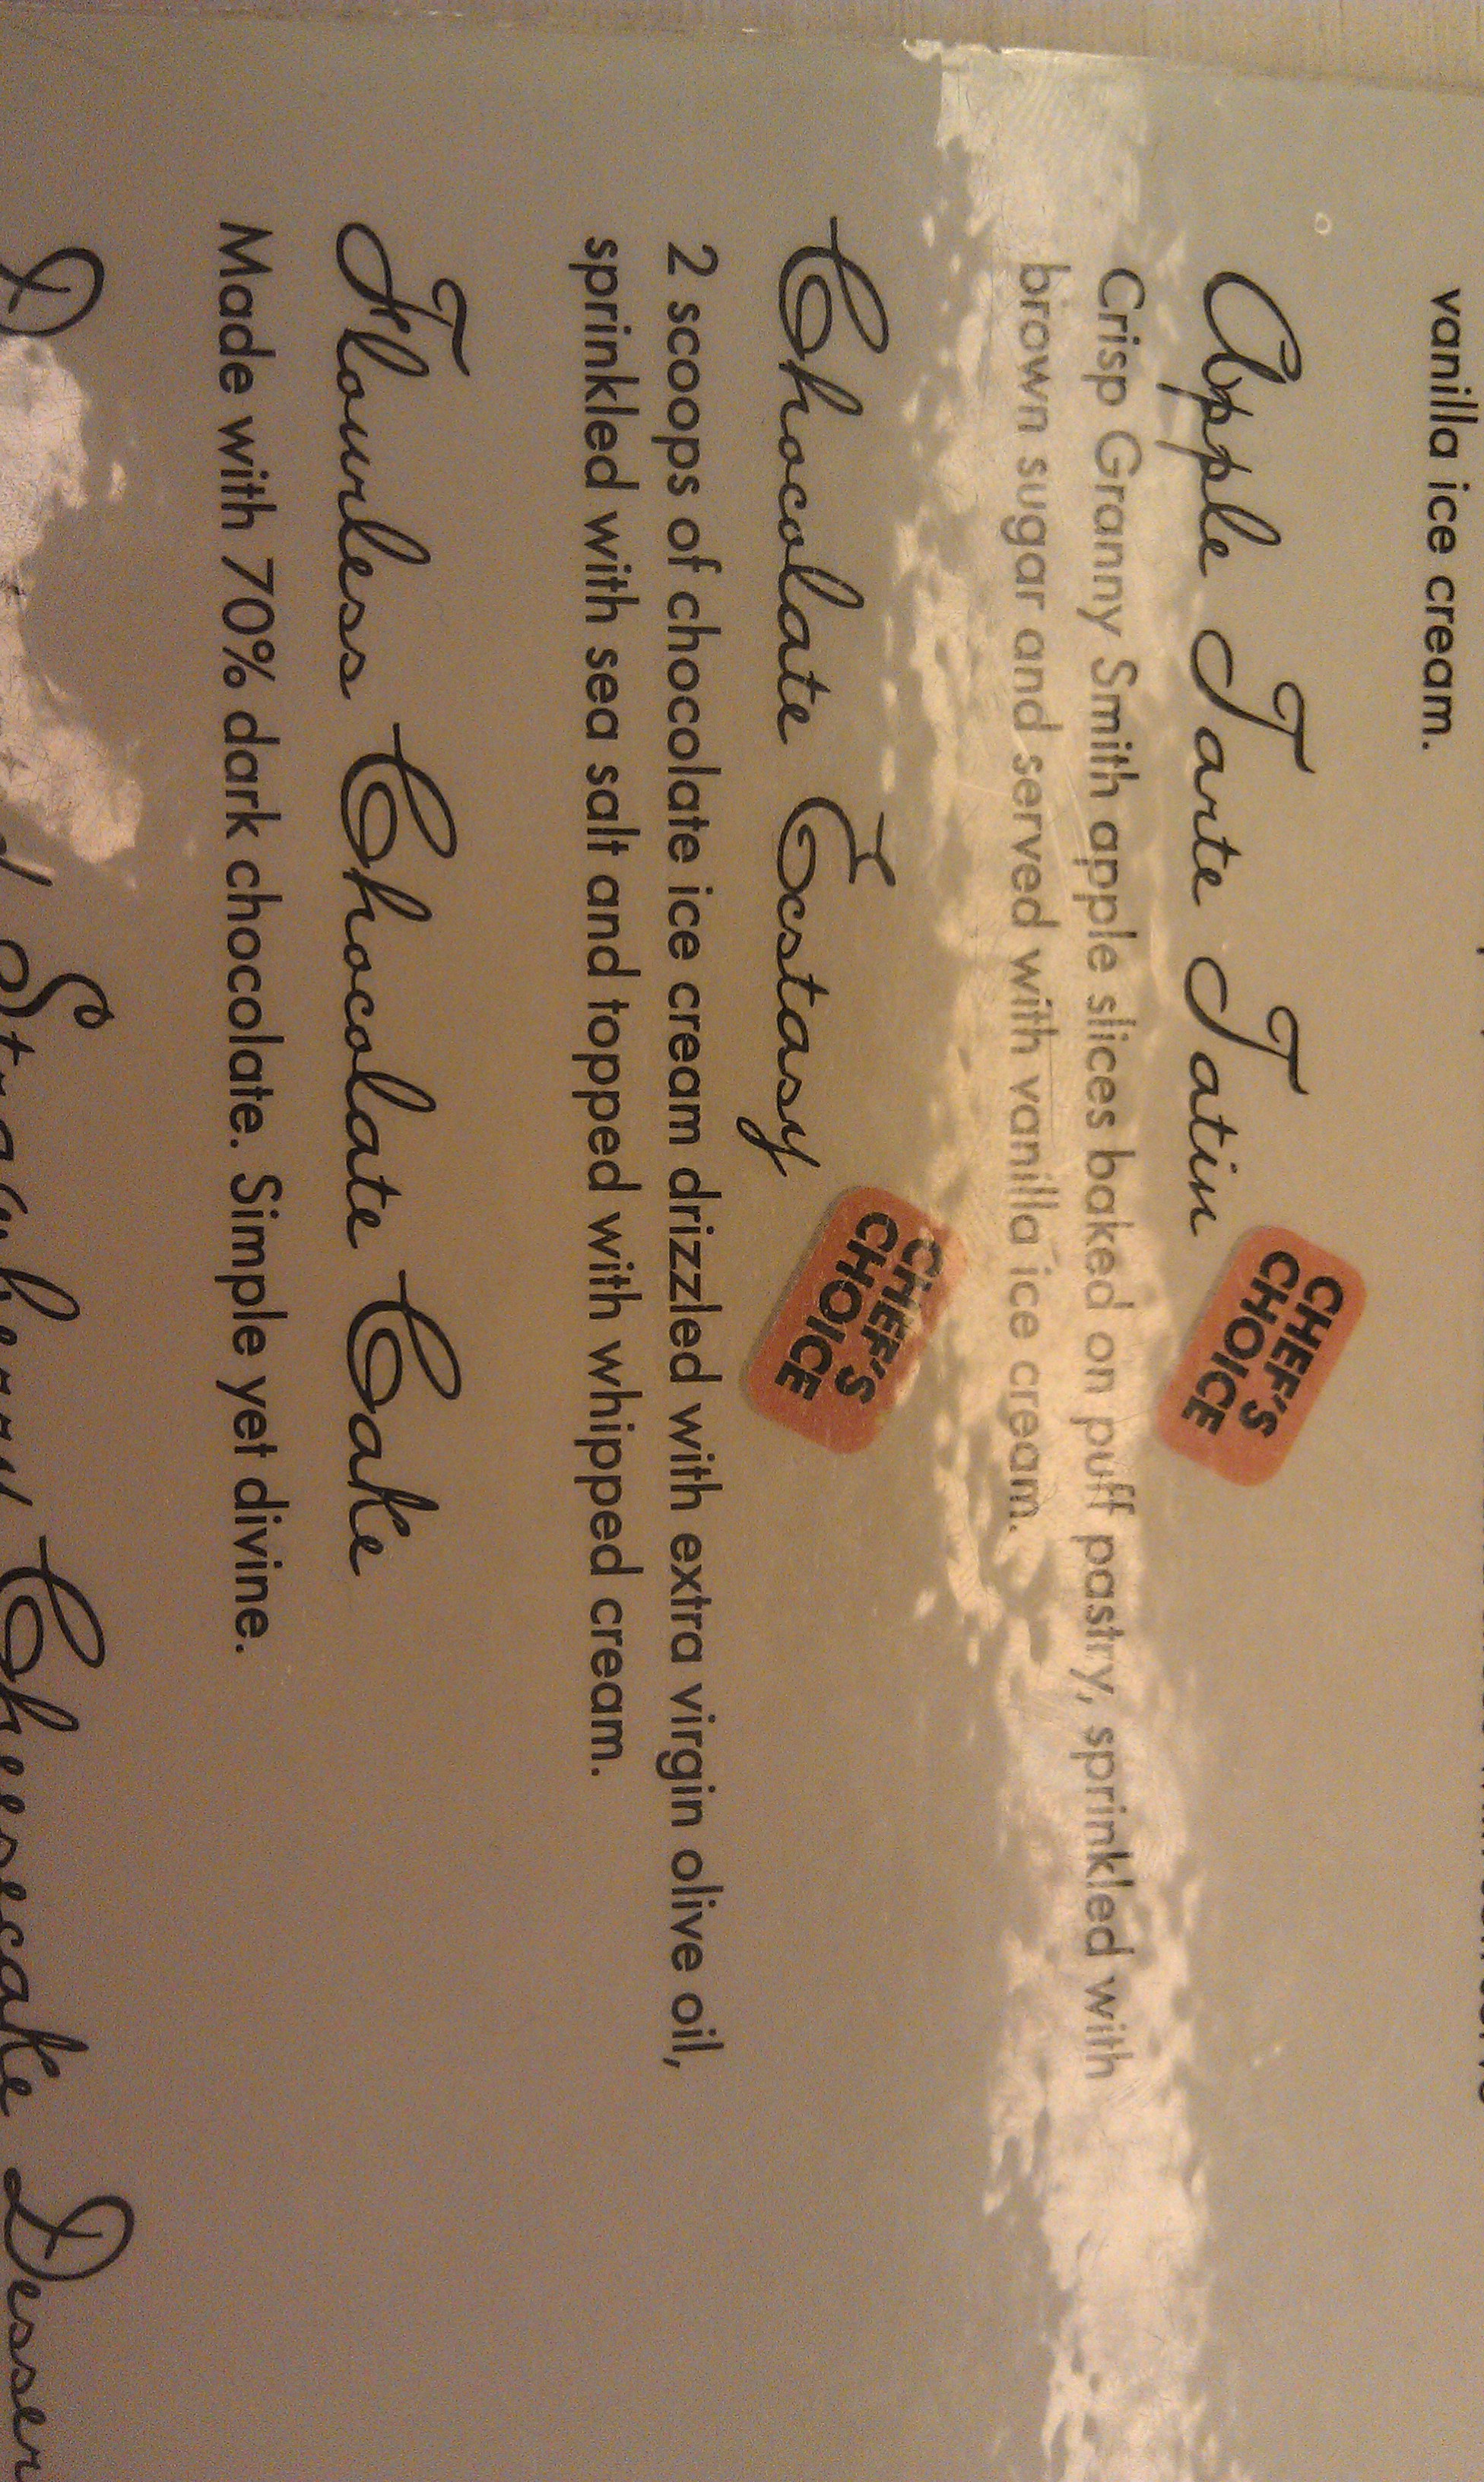 vanilla ice cream.
Apple Tarte Tatin
CHEF'S
CHOICE
Crisp Granny Smith apple slices baked on puff pastry, sprinkled with
brown sugar and served with vanilla ice cream.
Chocolate Ecstasy
CHEF'S
CHOICE
2 scoops of chocolate ice cream drizzled with extra virgin olive oil,
sprinkled with sea salt and topped with whipped cream.
Flourless Chocolate Cake
Made with 70% dark chocolate. Simple yet divine.
Strawberry Cheesecake